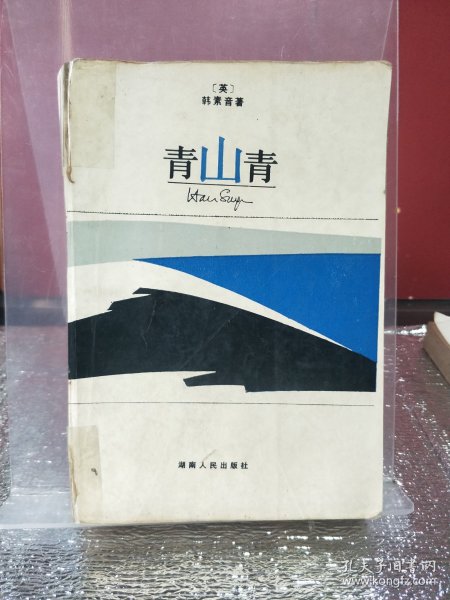 〔英〕
韩素音著
青山青
Han Suyin
湖南人民出版社
孔夫子旧书网
www.kongfz.com